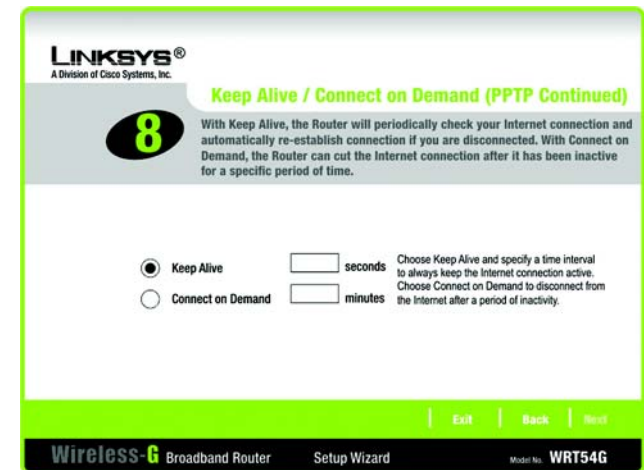 LINKSYS®
A Division of Cisco Systems, Inc.
Keep Alive / Connect on Demand (PPTP Continued)
8
With Keep Alive, the Router will periodically check your Internet connection and
automatically re-establish connection if you are disconnected. With Connect on
Demand, the Router can cut the Internet connection after it has been inactive
for a specific period of time.
Keep Alive seconds
Connect on Demand minutes
Choose Keep Alive and specify a time interval
to always keep the Internet connection active.
Choose Connect on Demand to disconnect from
the Internet after a period of inactivity.
Exit Back Next
Wireless-G Broadband Router Setup Wizard Model No. WRT54G